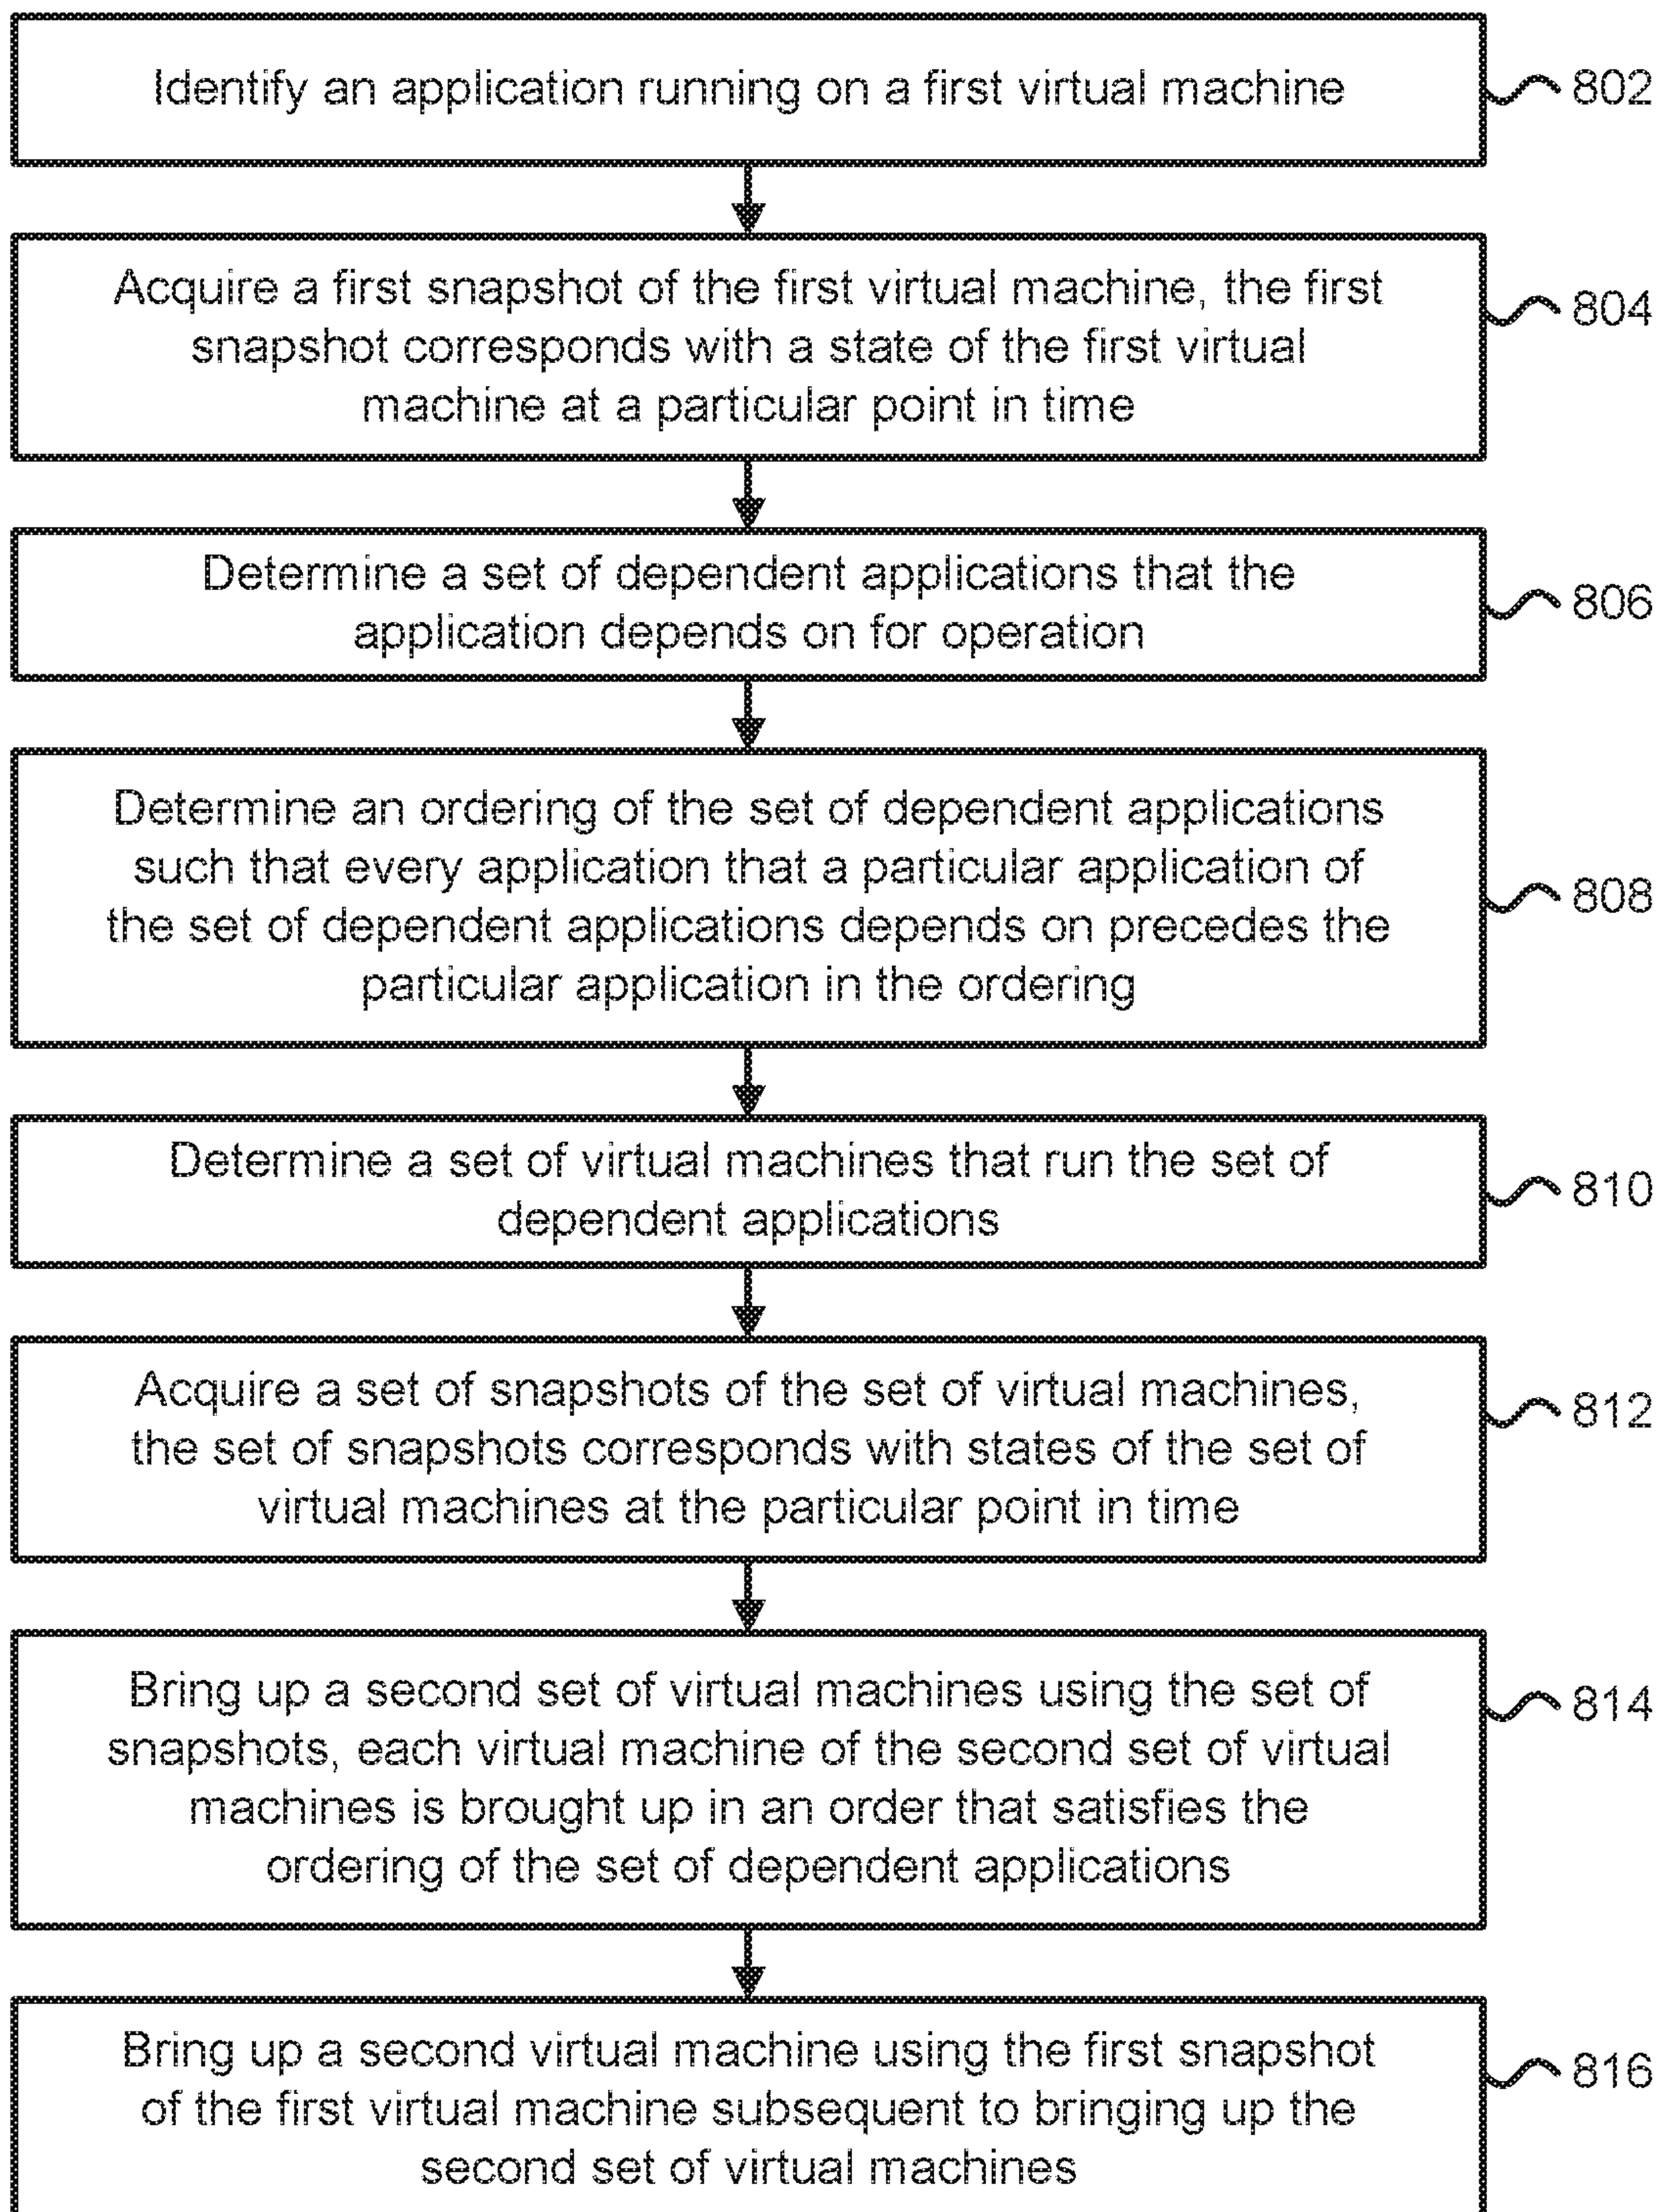 Identify an application running on a first virtual machine
802
Acquire a first snapshot of the first virtual machine, the first
snapshot corresponds with a state of the first virtual
machine at a particular point in time
804
Determine a set of dependent applications that the
application depends on for operation
806
Determine an ordering of the set of dependent applications
such that every application that a particular application of
the set of dependent applications depends on precedes the
particular application in the ordering
808
Determine a set of virtual machines that run the set of
dependent applications
810
Acquire a set of snapshots of the set of virtual machines,
the set of snapshots corresponds with states of the set of
virtual machines at the particular point in time
812
Bring up a second set of virtual machines using the set of
snapshots, each virtual machine of the second set of virtual
machines is brought up in an order that satisfies the
ordering of the set of dependent applications
814
Bring up a second virtual machine using the first snapshot
of the first virtual machine subsequent to bringing up the
second set of virtual machines
816